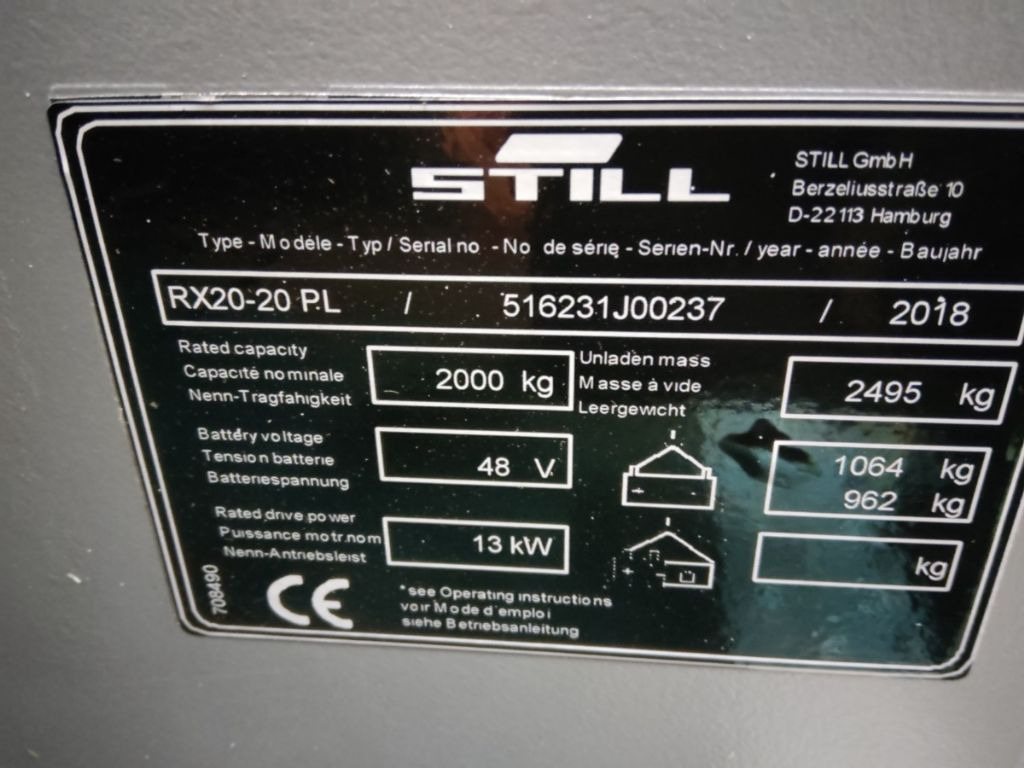 STILL
STILL GmbH
Berzeliusstraße 10
D-22113 Hamburg
Type - Modéle - Typ / Serial no - No de série - Serien-Nr. / year - année - Baujahr
RX20-20 PL / 516231J00237 / 2018
Rated capacity
Capacité nominale
Nenn-Tragfähigkeit
2000 kg
Unladen mass
Masse à vide
Leergewicht
2495 kg
Battery voltage
Tension batterie
Batteriespannung
48 V
1064 kg
962 kg
Rated drive power
Puissance motr.nom
Nenn-Antriebsleist
13 kW
kg
708490
CE
*see Operating instructions
voir Mode d'emploi
siehe Betriebsanleitung